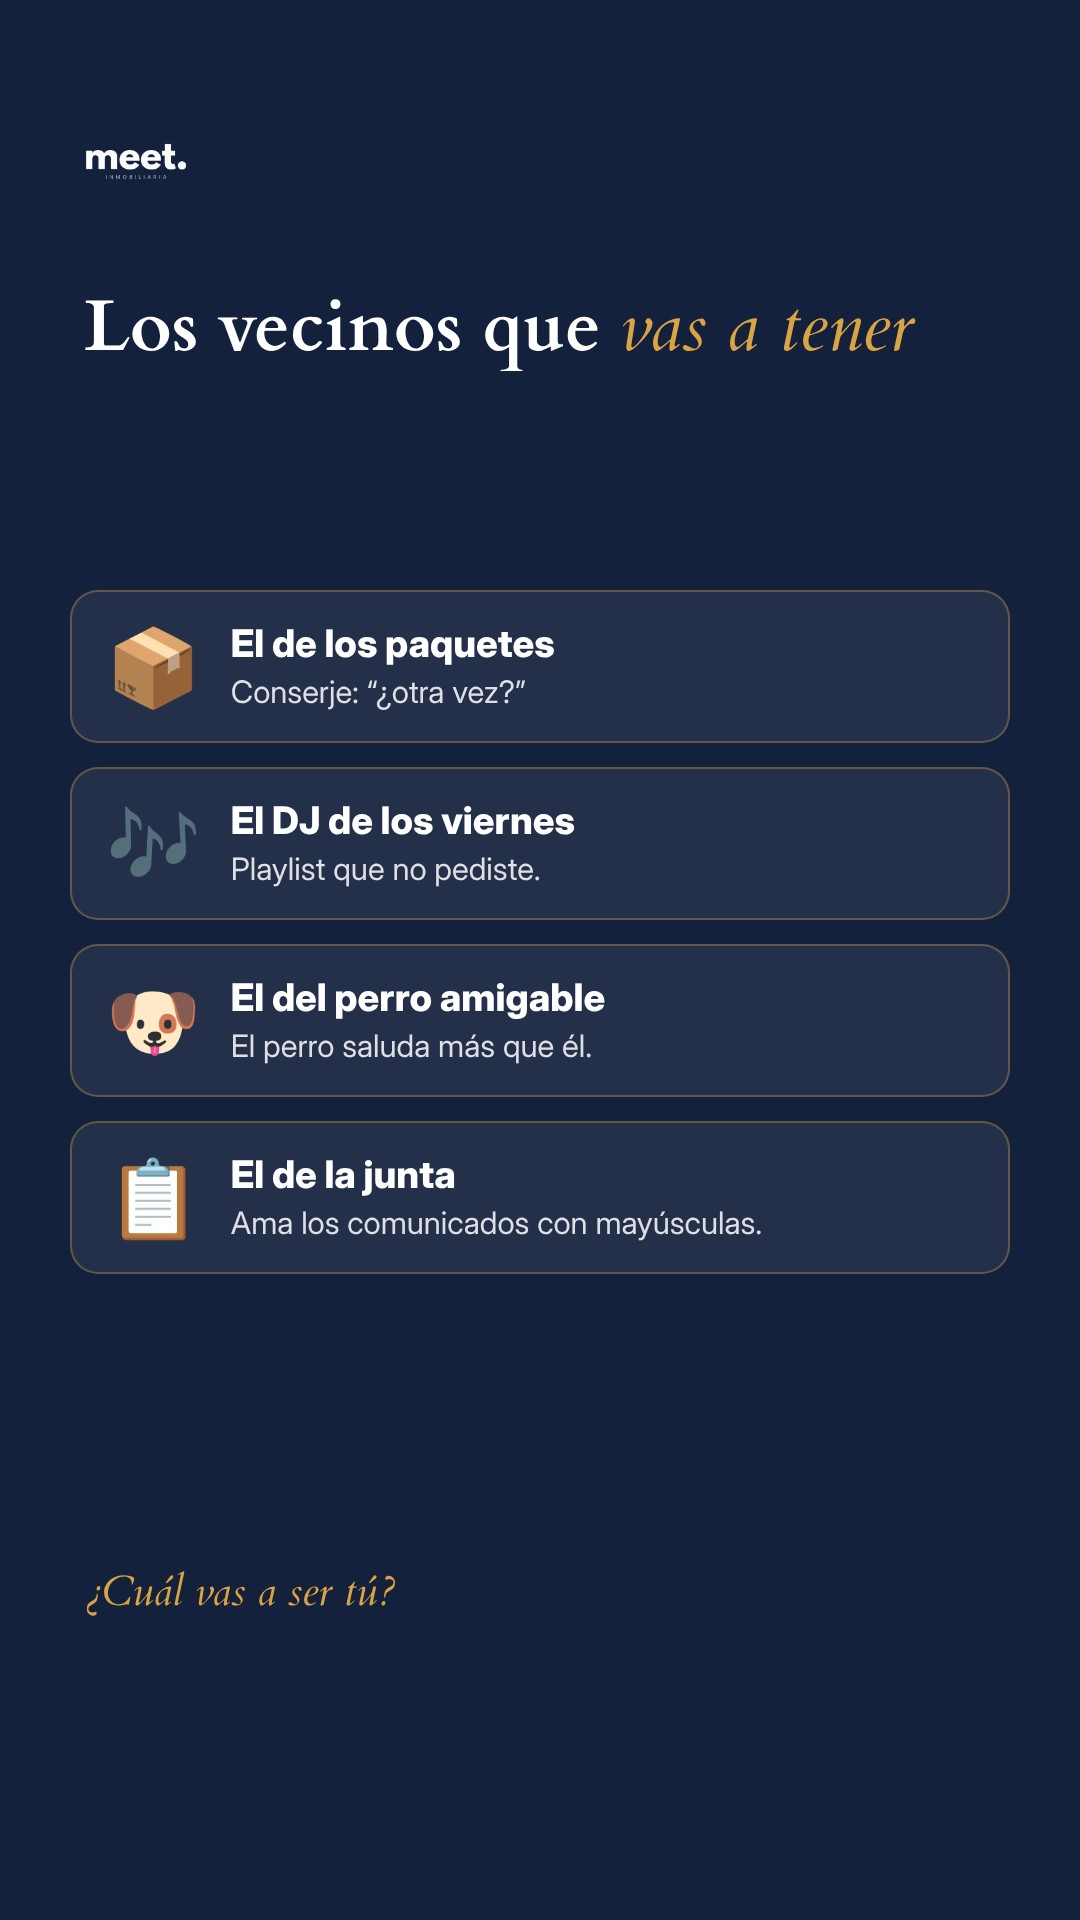 meet.
INMOBILIARIA
Los vecinos que vas a tener
El de los paquetes
Conserje: “¿otra vez?”
El DJ de los viernes
Playlist que no pediste.
El del perro amigable
El perro saluda más que él.
El de la junta
Ama los comunicados con mayúsculas.
¿Cuál vas a ser tú?